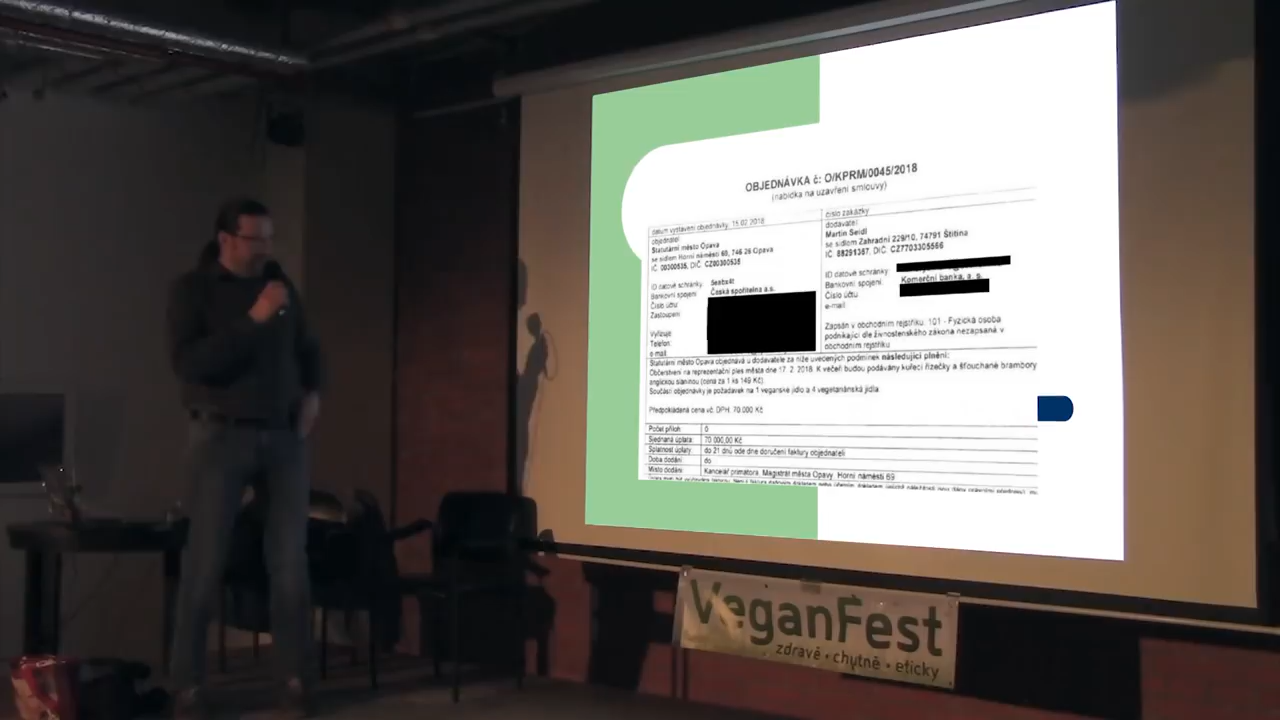 OBJEDNÁVKA č: O/KPRM/0045/2018
(nabídka na uzavření smlouvy)
datum vystavení objednávky: 15.02.2018
objednatel:
Statutární město Opava
se sídlem Horní náměstí 69, 746 26 Opava
IČ: 00300535, DIČ: CZ00300535
ID datové schránky: 5eabx4t
Bankovní spojení: Česká spořitelna a.s.
Číslo účtu:
Zastoupení:
Vyřizuje:
Telefon:
e-mail:
číslo zakázky
dodavatel:
Martin Seidl
se sídlem Zahradní 229/10, 74791 Štítina
IČ: 88291367, DIČ: CZ7703305566
ID datové schránky:
Bankovní spojení: Komerční banka, a. s.
Číslo účtu:
e-mail:
Zapsán v obchodním rejstříku: 101 - Fyzická osoba
podnikající dle živnostenského zákona nezapsaná v
obchodním rejstříku
Statutární město Opava objednává u dodavatele za níže uvedených podmínek následující plnění:
Občerstvení na reprezentační ples města dne 17. 2. 2018. K večeři budou podávány kuřecí řízečky a šťouchané brambory
anglickou slaninou (cena za 1 ks 149 Kč).
Součástí objednávky je požadavek na 1 veganské jídlo a 4 vegetariánská jídla.
Předpokládaná cena vč. DPH: 70.000 Kč
Počet příloh: 0
Sjednaná úplata: 70 000,00 Kč
Splatnost úplaty: do 21 dnů ode dne doručení faktury objednateli
Doba dodání: do
Místo dodání: Kancelář primátora, Magistrát města Opavy, Horní náměstí 69
VeganFest
zdravě • chutně • eticky